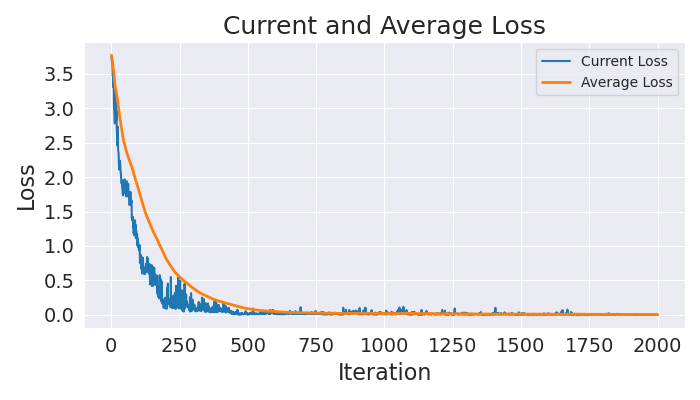 Current and Average Loss
Current Loss
Average Loss
Loss
3.5
3.0
2.5
2.0
1.5
1.0
0.5
0.0
0 250 500 750 1000 1250 1500 1750 2000
Iteration